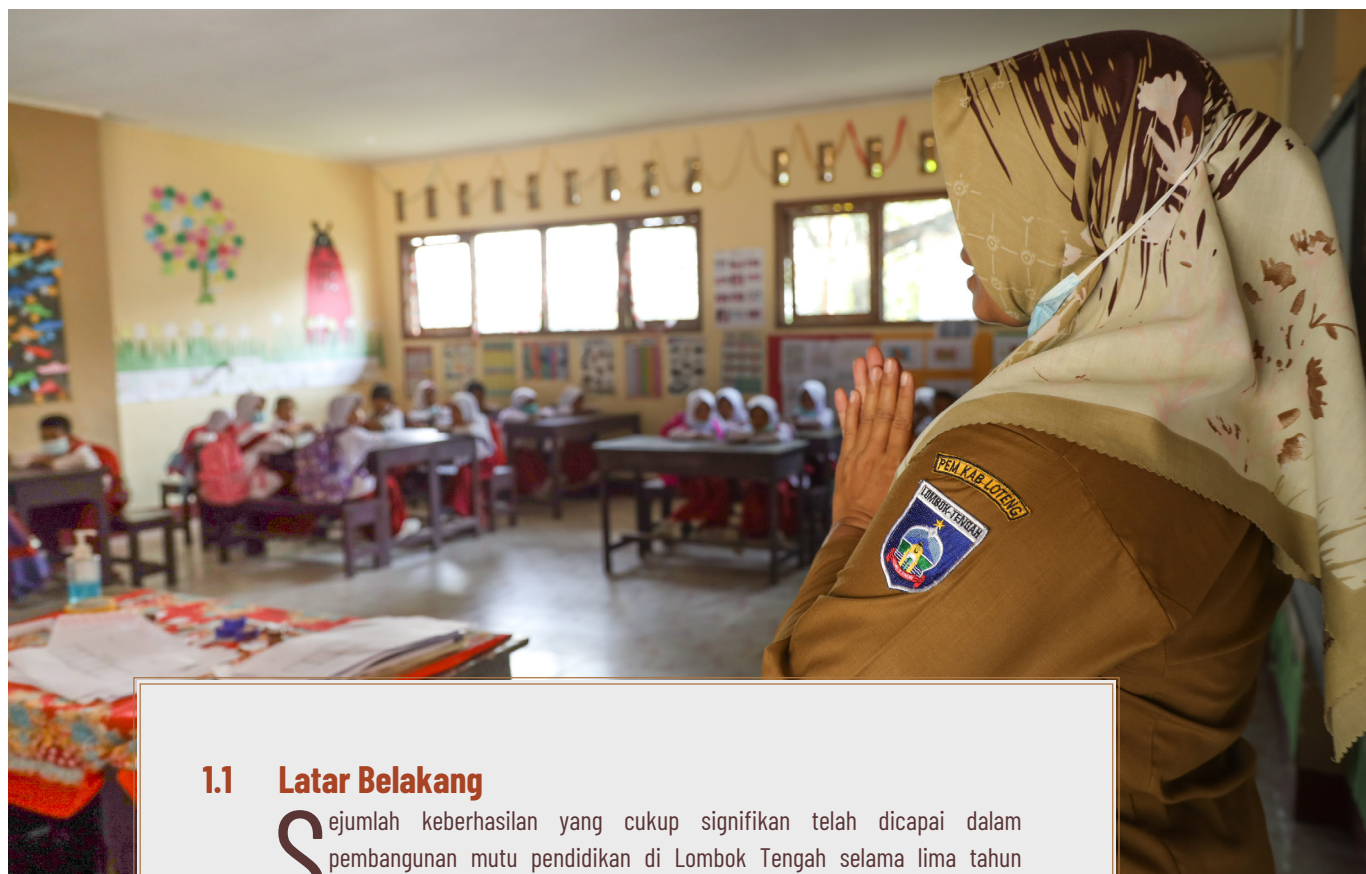 PEM. KAB. LOTENG
LOMBOK-TENGAH
1.1 Latar Belakang
Sejumlah keberhasilan yang cukup signifikan telah dicapai dalam
pembangunan mutu pendidikan di Lombok Tengah selama lima tahun